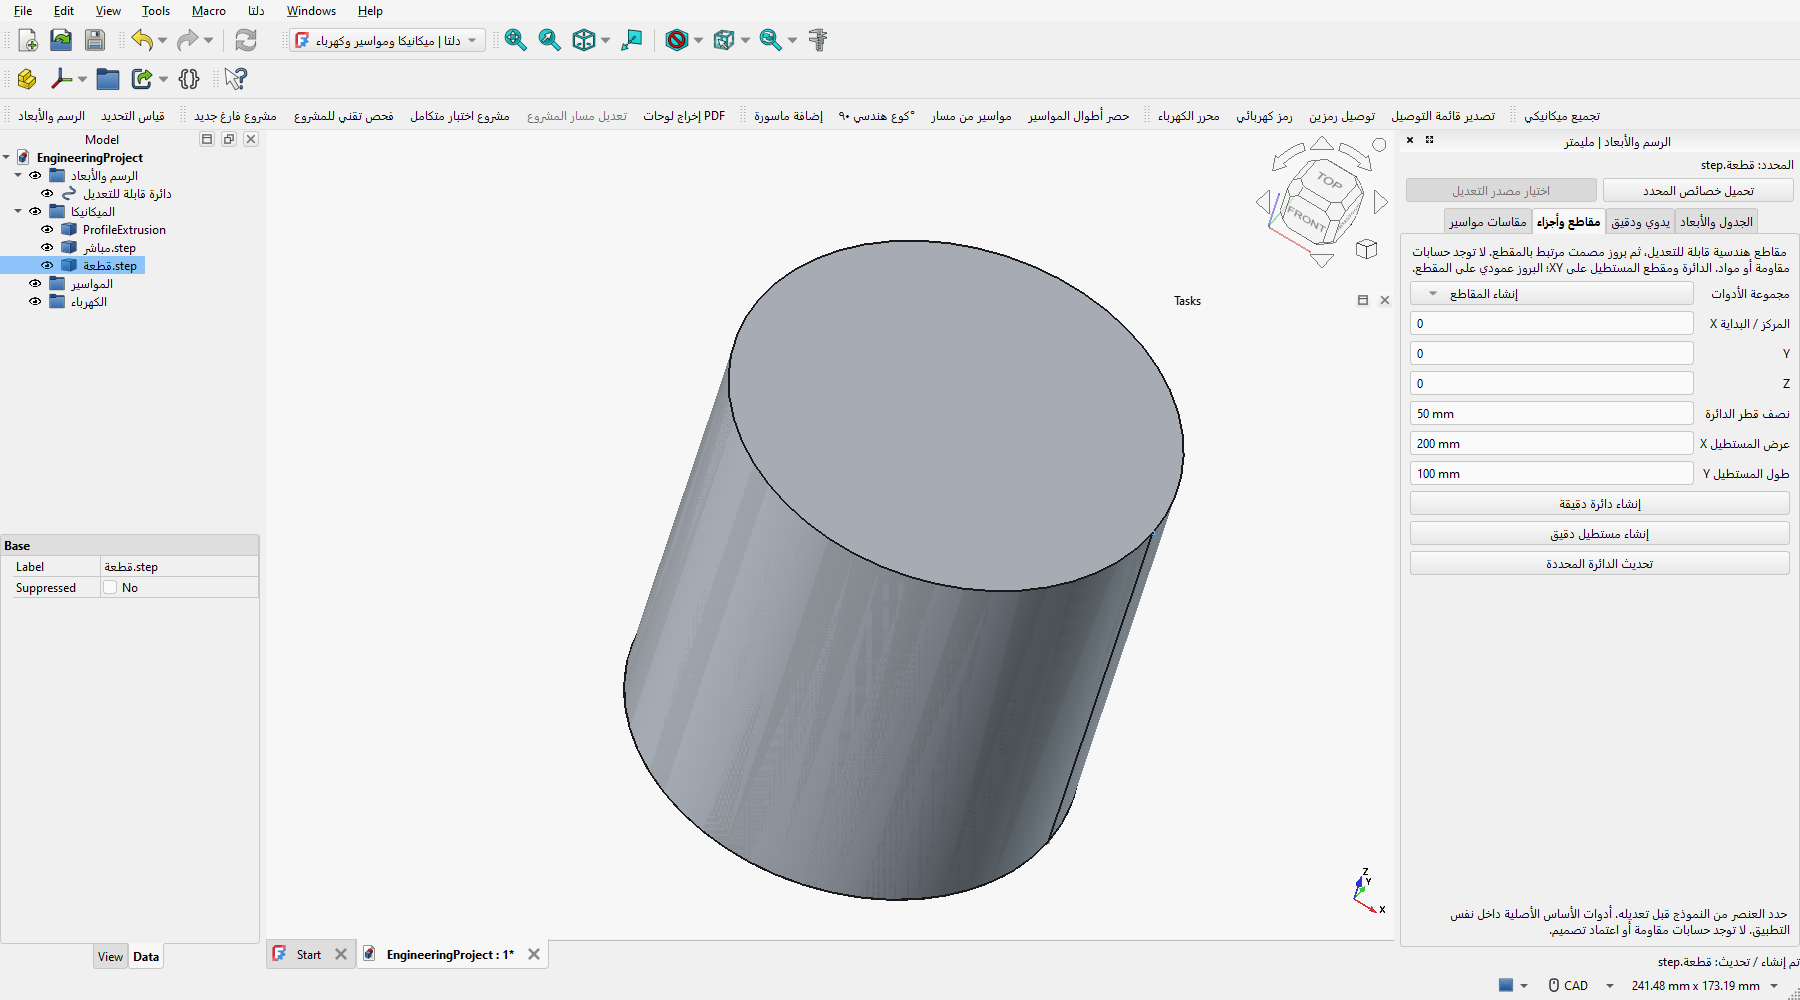 File Edit View Tools Macro دلتا Windows Help
دلتا | ميكانيكا ومواسير وكهرباء
الرسم والأبعاد قياس التحديد مشروع فارغ جديد فحص تقني للمشروع مشروع اختبار متكامل تعديل مسار المشروع إخراج لوحات PDF إضافة ماسورة كوع هندسي ٩٠° مواسير من مسار حصر أطوال المواسير محرر الكهرباء رمز كهربائي توصيل رمزين تصدير قائمة التوصيل تجميع ميكانيكي
Model
EngineeringProject
الرسم والأبعاد
دائرة قابلة للتعديل
الميكانيكا
ProfileExtrusion
مباشر.step
قطعة.step
المواسير
الكهرباء
Base
Label قطعة.step
Suppressed No
View Data
TOP
FRONT
Tasks
Z
Y
X
Start
EngineeringProject : 1*
الرسم والأبعاد | مليمتر
المحدد: قطعة.step
تحميل خصائص المحدد
اختيار مصدر التعديل
الجدول والأبعاد يدوي ودقيق مقاطع وأجزاء مقاسات مواسير
مقاطع هندسية قابلة للتعديل، ثم بروز مصمت مرتبط بالمقطع. لا توجد حسابات
مقاومة أو مواد. الدائرة ومقطع المستطيل على XY؛ البروز عمودي على المقطع.
مجموعة الأدوات إنشاء المقاطع
المركز / البداية X 0
Y 0
Z 0
نصف قطر الدائرة 50 mm
عرض المستطيل X 200 mm
طول المستطيل Y 100 mm
إنشاء دائرة دقيقة
إنشاء مستطيل دقيق
تحديث الدائرة المحددة
حدد العنصر من النموذج قبل تعديله. أدوات الأساس الأصلية داخل نفس
التطبيق. لا توجد حسابات مقاومة أو اعتماد تصميم.
تم إنشاء / تحديث: قطعة.step
CAD 241.48 mm x 173.19 mm